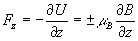 F_z = -∂U/∂z = ±μ_B ∂B/∂z